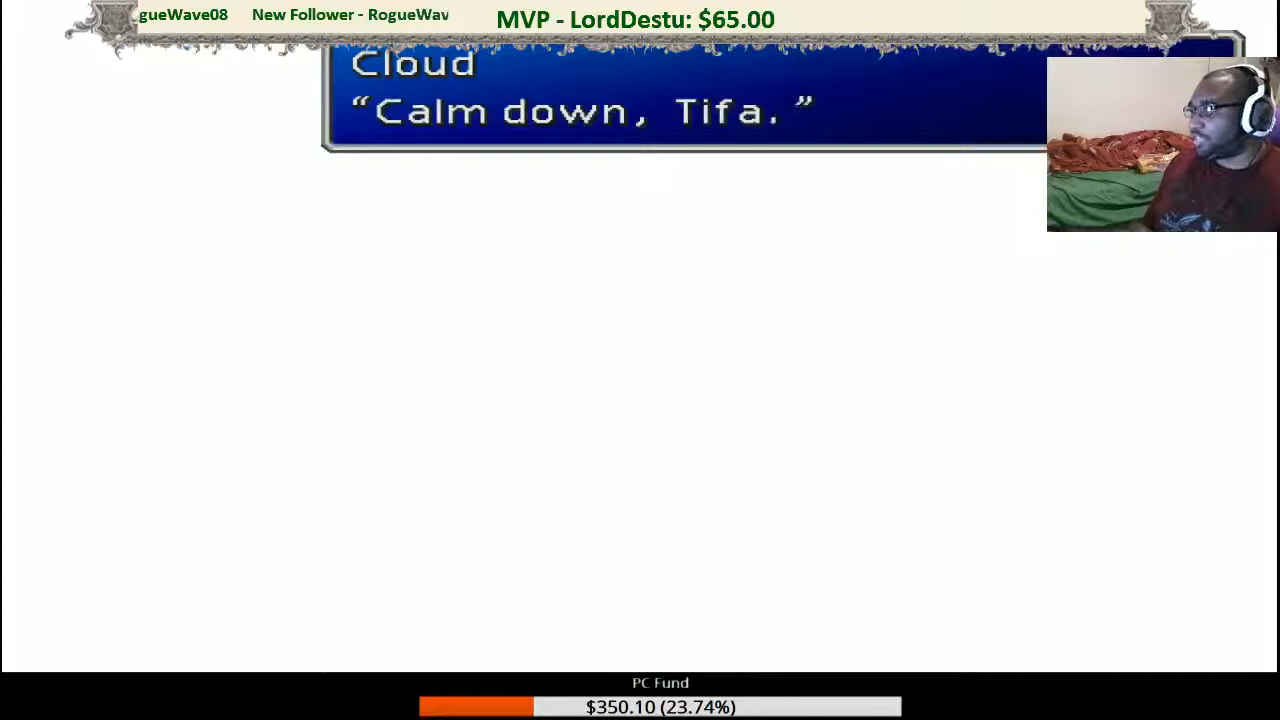 gueWave08 New Follower - RogueWav
MVP - LordDestu: $65.00
Cloud
“Calm down, Tifa. ”
PC Fund
$350.10 (23.74%)